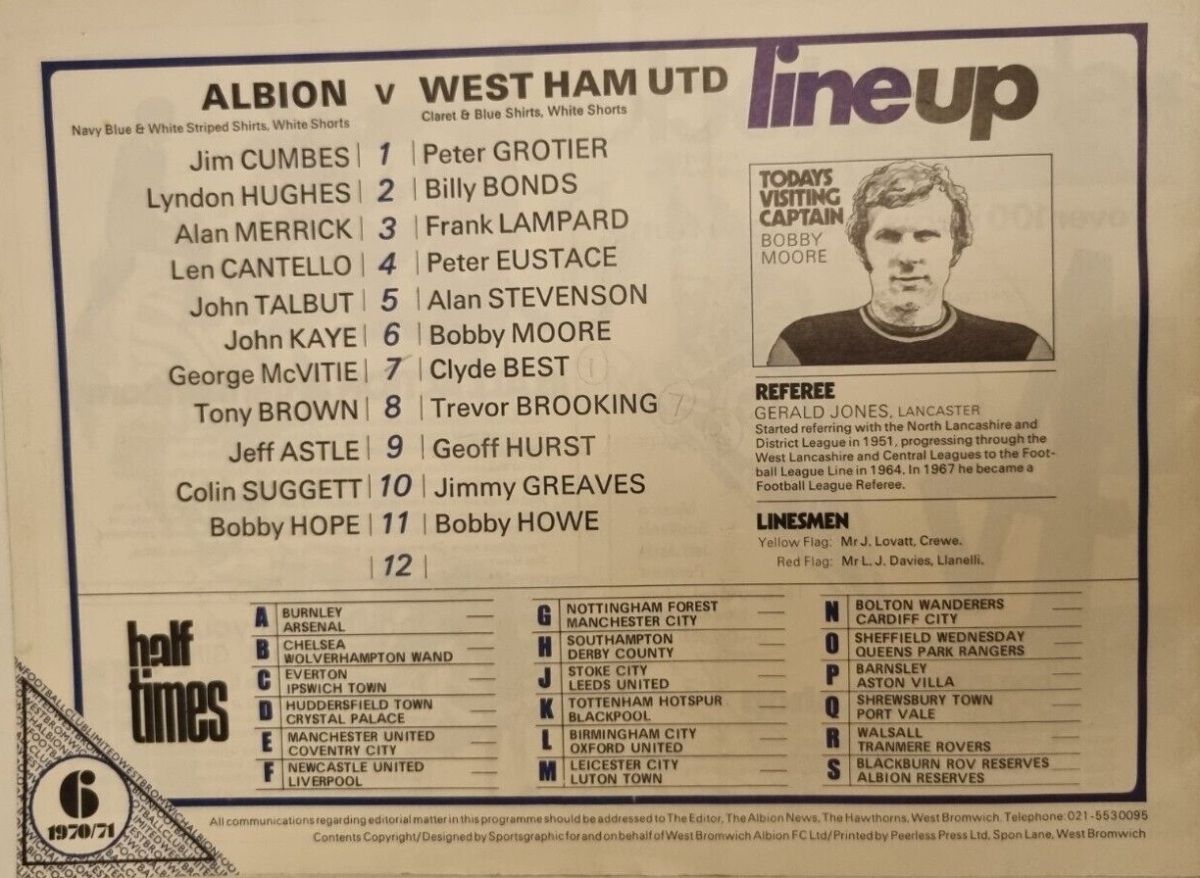 ALBION v WEST HAM UTD
lineup
Navy Blue & White Striped Shirts, White Shorts
Claret & Blue Shirts, White Shorts
Jim CUMBES | 1 | Peter GROTIER
Lyndon HUGHES | 2 | Billy BONDS
Alan MERRICK | 3 | Frank LAMPARD
Len CANTELLO | 4 | Peter EUSTACE
John TALBUT | 5 | Alan STEVENSON
John KAYE | 6 | Bobby MOORE
George McVITIE | 7 | Clyde BEST 1
Tony BROWN | 8 | Trevor BROOKING 7
Jeff ASTLE | 9 | Geoff HURST
Colin SUGGETT | 10 | Jimmy GREAVES
Bobby HOPE | 11 | Bobby HOWE
| 12 |
TODAYS
VISITING
CAPTAIN
BOBBY
MOORE
REFEREE
GERALD JONES, LANCASTER
Started referring with the North Lancashire and
District League in 1951, progressing through the
West Lancashire and Central Leagues to the Foot-
ball League Line in 1964. In 1967 he became a
Football League Referee.
LINESMEN
Yellow Flag: Mr J. Lovatt, Crewe.
Red Flag: Mr L. J. Davies, Llanelli.
half
times
A BURNLEY
ARSENAL
B CHELSEA
WOLVERHAMPTON WAND
C EVERTON
IPSWICH TOWN
D HUDDERSFIELD TOWN
CRYSTAL PALACE
E MANCHESTER UNITED
COVENTRY CITY
F NEWCASTLE UNITED
LIVERPOOL
G NOTTINGHAM FOREST
MANCHESTER CITY
H SOUTHAMPTON
DERBY COUNTY
J STOKE CITY
LEEDS UNITED
K TOTTENHAM HOTSPUR
BLACKPOOL
L BIRMINGHAM CITY
OXFORD UNITED
M LEICESTER CITY
LUTON TOWN
N BOLTON WANDERERS
CARDIFF CITY
O SHEFFIELD WEDNESDAY
QUEENS PARK RANGERS
P BARNSLEY
ASTON VILLA
Q SHREWSBURY TOWN
PORT VALE
R WALSALL
TRANMERE ROVERS
S BLACKBURN ROV RESERVES
ALBION RESERVES
6
1970/71
All communications regarding editorial matter in this programme should be addressed to The Editor, The Albion News, The Hawthorns, West Bromwich. Telephone: 021-5530095
Contents Copyright/Designed by Sportsgraphic for and on behalf of West Bromwich Albion FC Ltd/Printed by Peerless Press Ltd, Spon Lane, West Bromwich